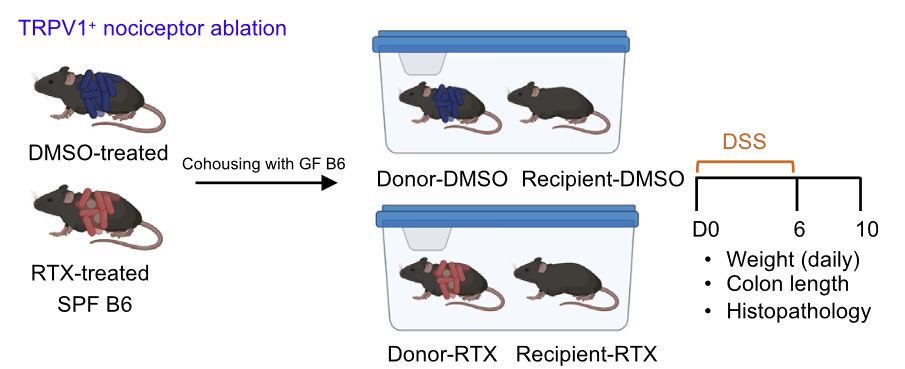 TRPV1⁺ nociceptor ablation
DMSO-treated
RTX-treated
SPF B6
Cohousing with GF B6
Donor-DMSO Recipient-DMSO
Donor-RTX Recipient-RTX
DSS
D0 6 10
• Weight (daily)
• Colon length
• Histopathology